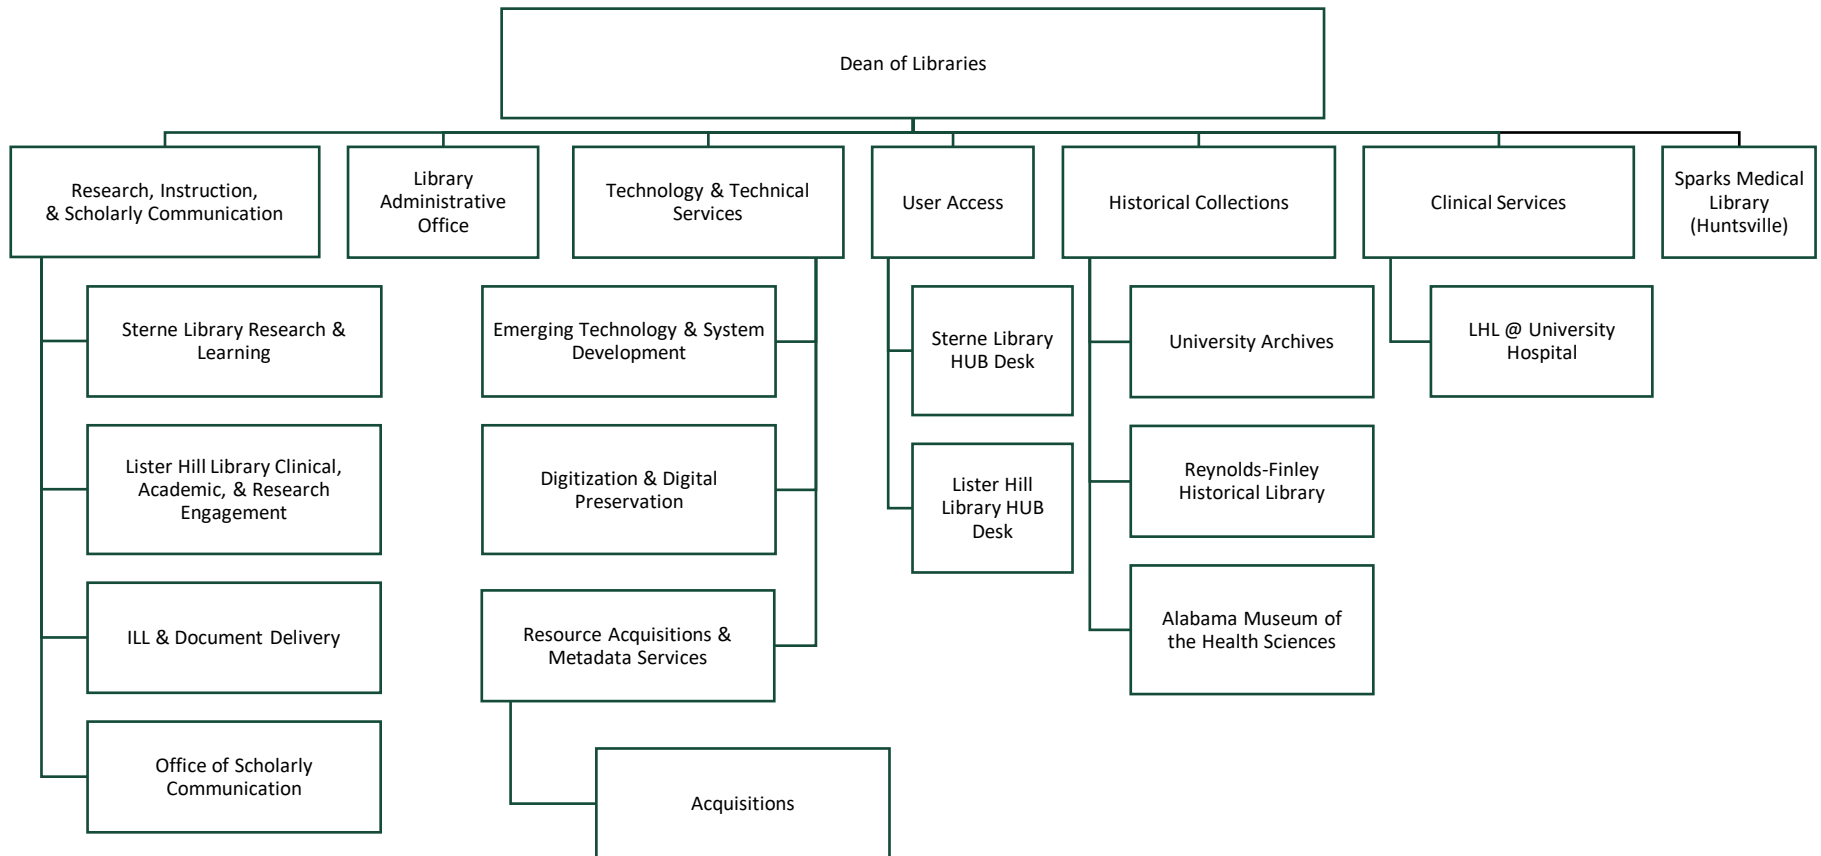 Dean of Libraries
Research, Instruction,
& Scholarly Communication
Library
Administrative
Office
Technology & Technical
Services
User Access
Historical Collections
Clinical Services
Sparks Medical
Library
(Huntsville)
Sterne Library Research &
Learning
Emerging Technology & System
Development
Sterne Library
HUB Desk
University Archives
LHL @ University
Hospital
Lister Hill Library Clinical,
Academic, & Research
Engagement
Digitization & Digital
Preservation
Lister Hill
Library HUB
Desk
Reynolds-Finley
Historical Library
ILL & Document Delivery
Resource Acquisitions &
Metadata Services
Alabama Museum of
the Health Sciences
Office of Scholarly
Communication
Acquisitions